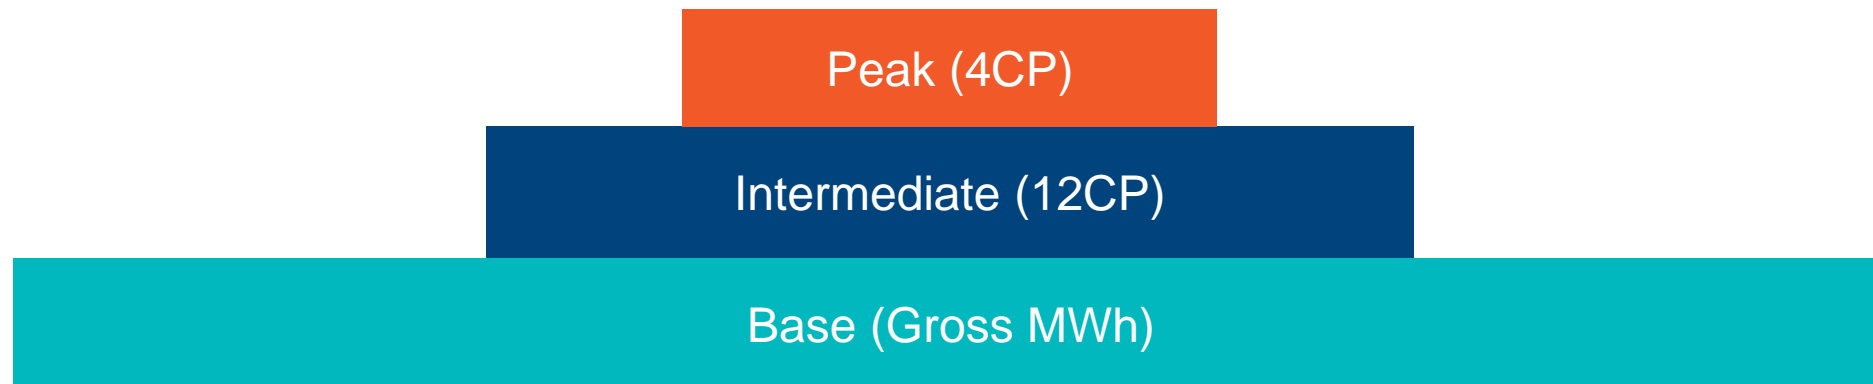 Peak (4CP)
Intermediate (12CP)
Base (Gross MWh)